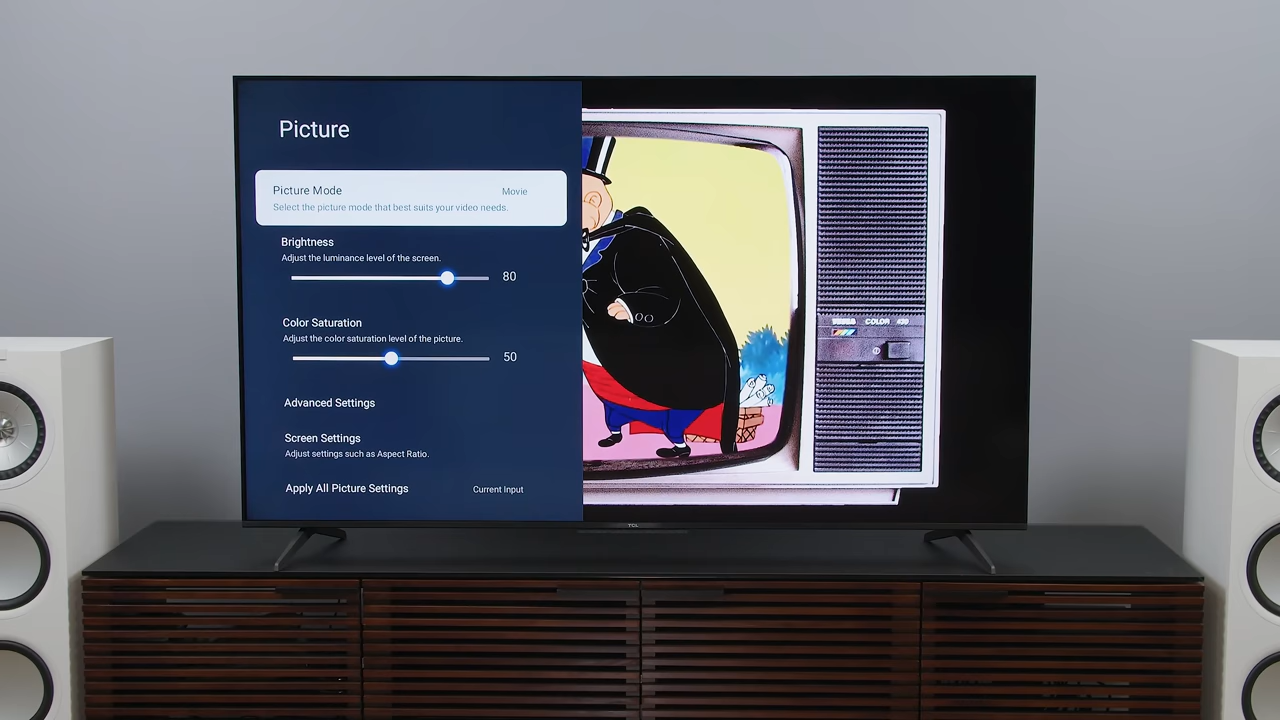 Picture
Picture Mode Movie
Select the picture mode that best suits your video needs.
Brightness
Adjust the luminance level of the screen.
80
Color Saturation
Adjust the color saturation level of the picture.
50
Advanced Settings
Screen Settings
For settings such as Aspect Ratio.
Apply All Picture Settings Current Input
COLOR
TCL